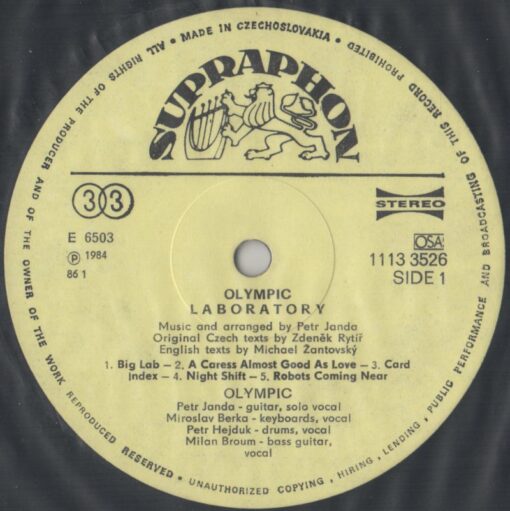 • MADE IN CZECHOSLOVAKIA •
ALL RIGHTS OF THE PRODUCER AND OF THE OWNER OF THE WORK REPRODUCED RESERVED • UNAUTHORIZED COPYING, HIRING, LENDING, PUBLIC PERFORMANCE AND BROADCASTING OF THIS RECORD PROHIBITED
SUPRAPHON
33
STEREO
E 6503
OSA
Ⓟ 1984
1113 3526
86 1
SIDE 1
OLYMPIC
LABORATORY
Music and arranged by Petr Janda
Original Czech texts by Zdeněk Rytíř
English texts by Michael Žantovský
1. Big Lab – 2. A Caress Almost Good As Love – 3. Card
Index – 4. Night Shift – 5. Robots Coming Near
OLYMPIC
Petr Janda - guitar, solo vocal
Miroslav Berka - keyboards, vocal
Petr Hejduk - drums, vocal
Milan Broum - bass guitar,
vocal